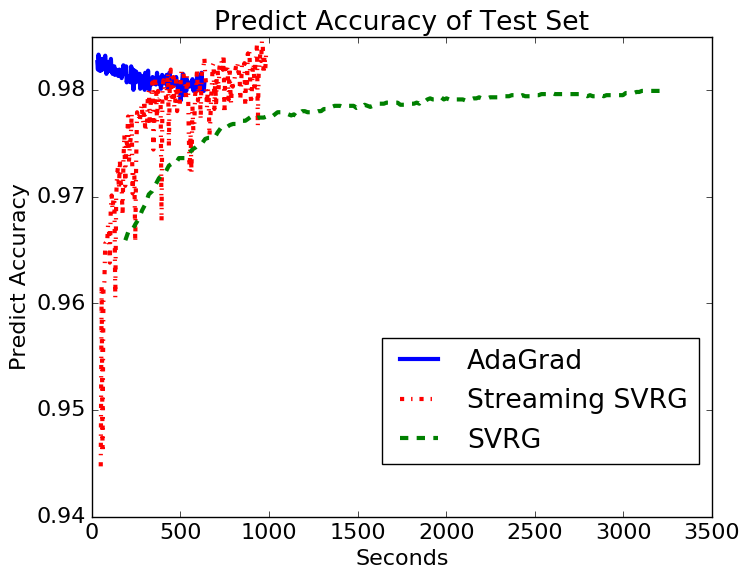 Predict Accuracy of Test Set
0.98
0.97
0.96
0.95
0.94
Predict Accuracy
AdaGrad
Streaming SVRG
SVRG
0 500 1000 1500 2000 2500 3000 3500
Seconds